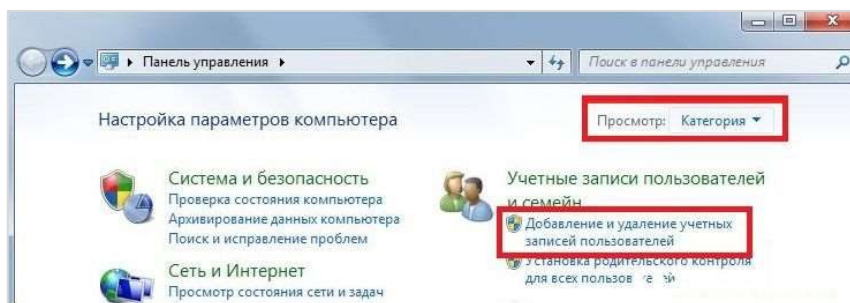 Панель управления
Поиск в панели управления
Настройка параметров компьютера
Просмотр: Категория
Система и безопасность
Проверка состояния компьютера
Архивирование данных компьютера
Поиск и исправление проблем
Учетные записи пользователей
и семейн
Добавление и удаление учетных
записей пользователей
Установка родительского контроля
для всех
Сеть и Интернет
Просмотр состояния сети и задач